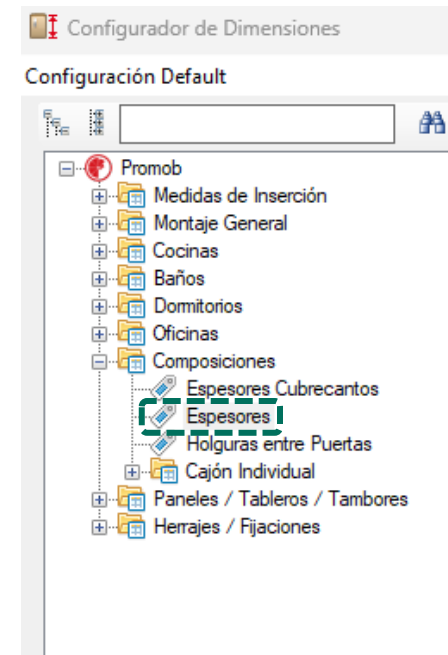 Configurador de Dimensiones
Configuración Default
Promob
Medidas de Inserción
Montaje General
Cocinas
Baños
Dormitorios
Oficinas
Composiciones
Espesores Cubrecantos
Espesores
Holguras entre Puertas
Cajón Individual
Paneles / Tableros / Tambores
Herrajes / Fijaciones